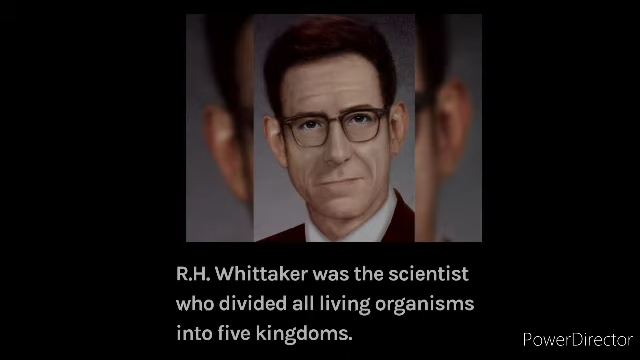 R.H. Whittaker was the scientist
who divided all living organisms
into five kingdoms.
PowerDirector